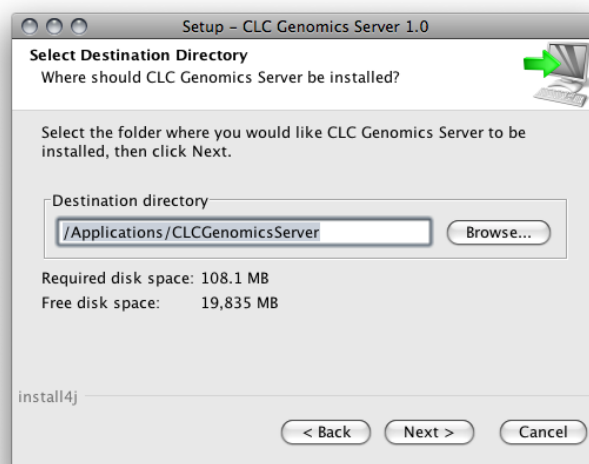 Setup – CLC Genomics Server 1.0
Select Destination Directory
Where should CLC Genomics Server be installed?
Select the folder where you would like CLC Genomics Server to be
installed, then click Next.
Destination directory
/Applications/CLCGenomicsServer
Browse...
Required disk space: 108.1 MB
Free disk space: 19,835 MB
install4j
< Back
Next >
Cancel